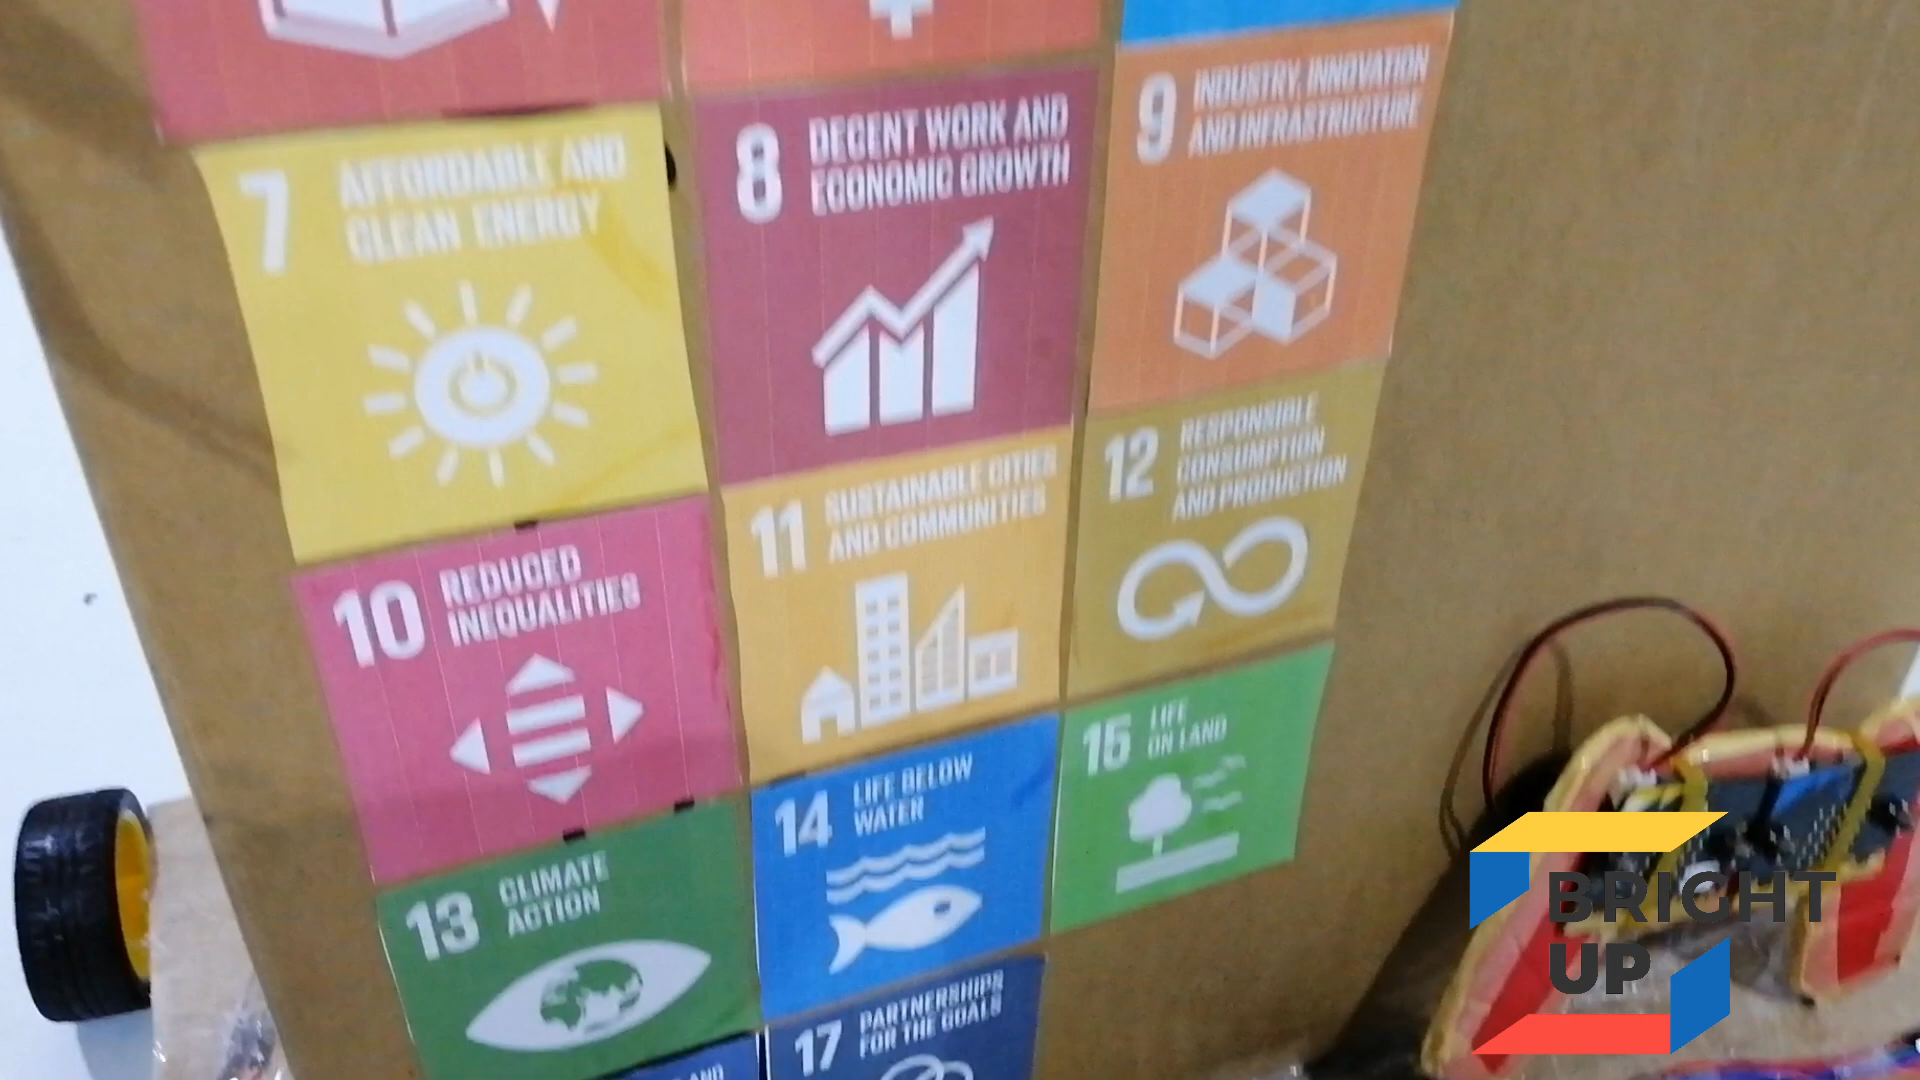 7
AFFORDABLE AND
CLEAN ENERGY
8
DECENT WORK AND
ECONOMIC GROWTH
9
INDUSTRY, INNOVATION
AND INFRASTRUCTURE
10
REDUCED
INEQUALITIES
11
SUSTAINABLE CITIES
AND COMMUNITIES
12
RESPONSIBLE
CONSUMPTION
AND PRODUCTION
13
CLIMATE
ACTION
14
LIFE BELOW
WATER
15
LIFE
ON LAND
AND
17
PARTNERSHIPS
FOR THE GOALS
BRIGHT
UP